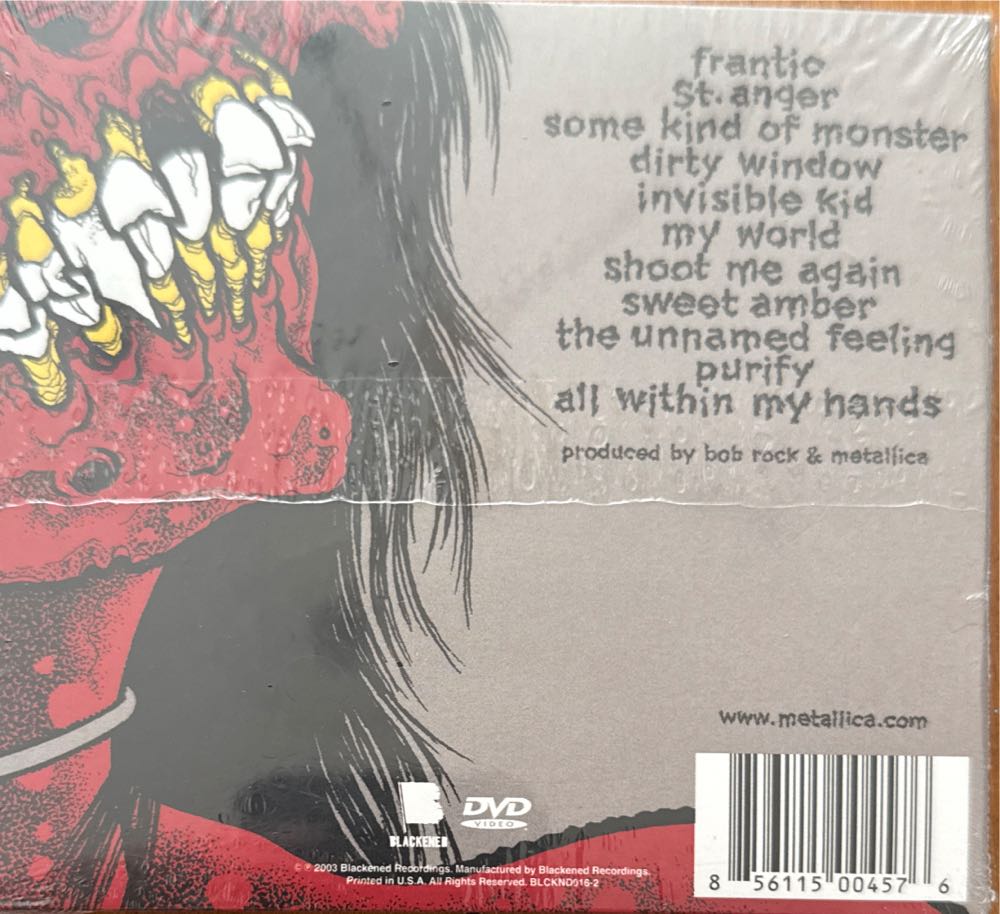 frantic
St. anger
some kind of monster
dirty window
invisible kid
my world
shoot me again
sweet amber
the unnamed feeling
purify
all within my hands
produced by bob rock & metallica
www.metallica.com
BLACKENED
DVD
VIDEO
© ℗ 2003 Blackened Recordings. Manufactured by Blackened Recordings.
Printed in U.S.A. All Rights Reserved. BLCKND016-2
8 56115 00457 6